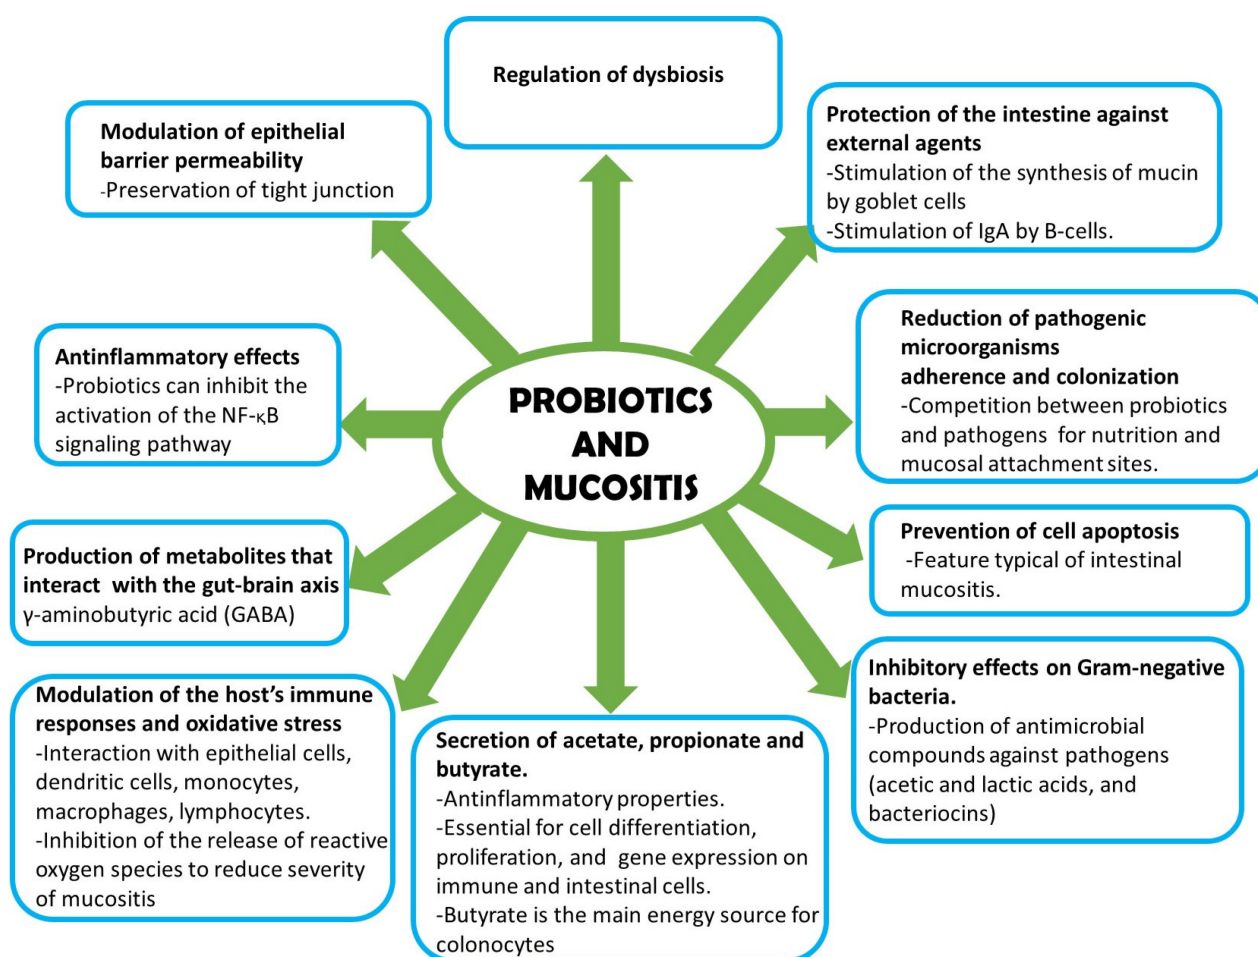 Regulation of dysbiosis
Modulation of epithelial
barrier permeability
-Preservation of tight junction
Protection of the intestine against
external agents
-Stimulation of the synthesis of mucin
by goblet cells
-Stimulation of IgA by B-cells.
Antinflammatory effects
-Probiotics can inhibit the
activation of the NF-κB
signaling pathway
PROBIOTICS
AND
MUCOSITIS
Reduction of pathogenic
microorganisms
adherence and colonization
-Competition between probiotics
and pathogens for nutrition and
mucosal attachment sites.
Production of metabolites that
interact with the gut-brain axis
γ-aminobutyric acid (GABA)
Prevention of cell apoptosis
-Feature typical of intestinal
mucositis.
Modulation of the host’s immune
responses and oxidative stress
-Interaction with epithelial cells,
dendritic cells, monocytes,
macrophages, lymphocytes.
-Inhibition of the release of reactive
oxygen species to reduce severity
of mucositis
Secretion of acetate, propionate and
butyrate.
-Antinflammatory properties.
-Essential for cell differentiation,
proliferation, and gene expression on
immune and intestinal cells.
-Butyrate is the main energy source for
colonocytes
Inhibitory effects on Gram-negative
bacteria.
-Production of antimicrobial
compounds against pathogens
(acetic and lactic acids, and
bacteriocins)